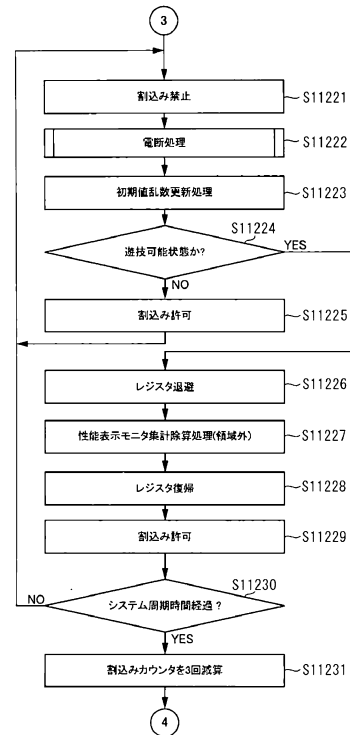 3
割込み禁止
S11221
電断処理
S11222
初期値乱数更新処理
S11223
S11224
遊技可能状態か?
YES
NO
割込み許可
S11225
レジスタ退避
S11226
性能表示モニタ集計除算処理(領域外)
S11227
レジスタ復帰
S11228
割込み許可
S11229
S11230
NO
システム周期時間経過?
YES
割込みカウンタを3回減算
S11231
4